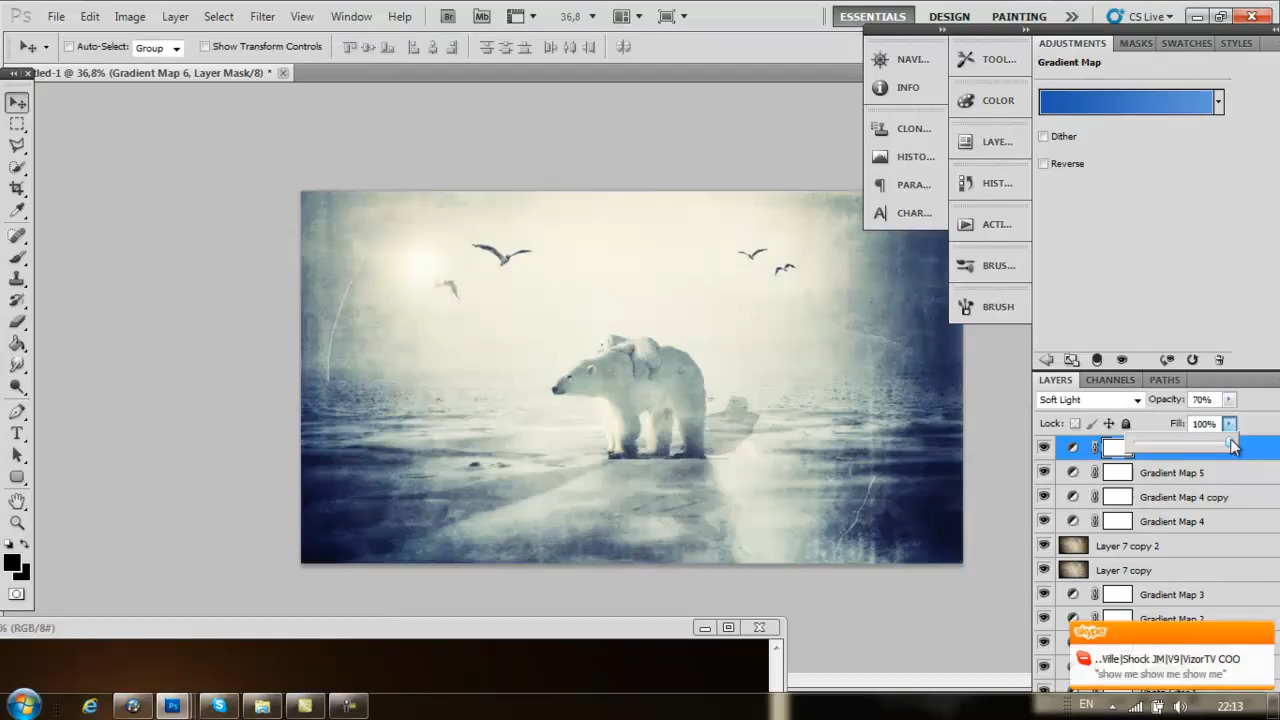 Ps File Edit Image Layer Select Filter View Window Help Br Mb 36,8 ESSENTIALS DESIGN PAINTING CS Live
Auto-Select: Group Show Transform Controls
ded-1 @ 36,8% (Gradient Map 6, Layer Mask/8) *
NAVI...
INFO
CLON...
HISTO...
PARA...
CHAR...
TOOL...
COLOR
LAYE...
HIST...
ACTI...
BRUS...
BRUSH
ADJUSTMENTS MASKS SWATCHES STYLES
Gradient Map
Dither
Reverse
LAYERS CHANNELS PATHS
Soft Light Opacity: 70%
Lock: Fill: 100%
Gradient Map 5
Gradient Map 4 copy
Gradient Map 4
Layer 7 copy 2
Layer 7 copy
Gradient Map 3
Gradient Map 2
% (RGB/8#)
skype
..Ville|Shock JM|V9|VizorTV COO
"show me show me show me"
EN 22:13